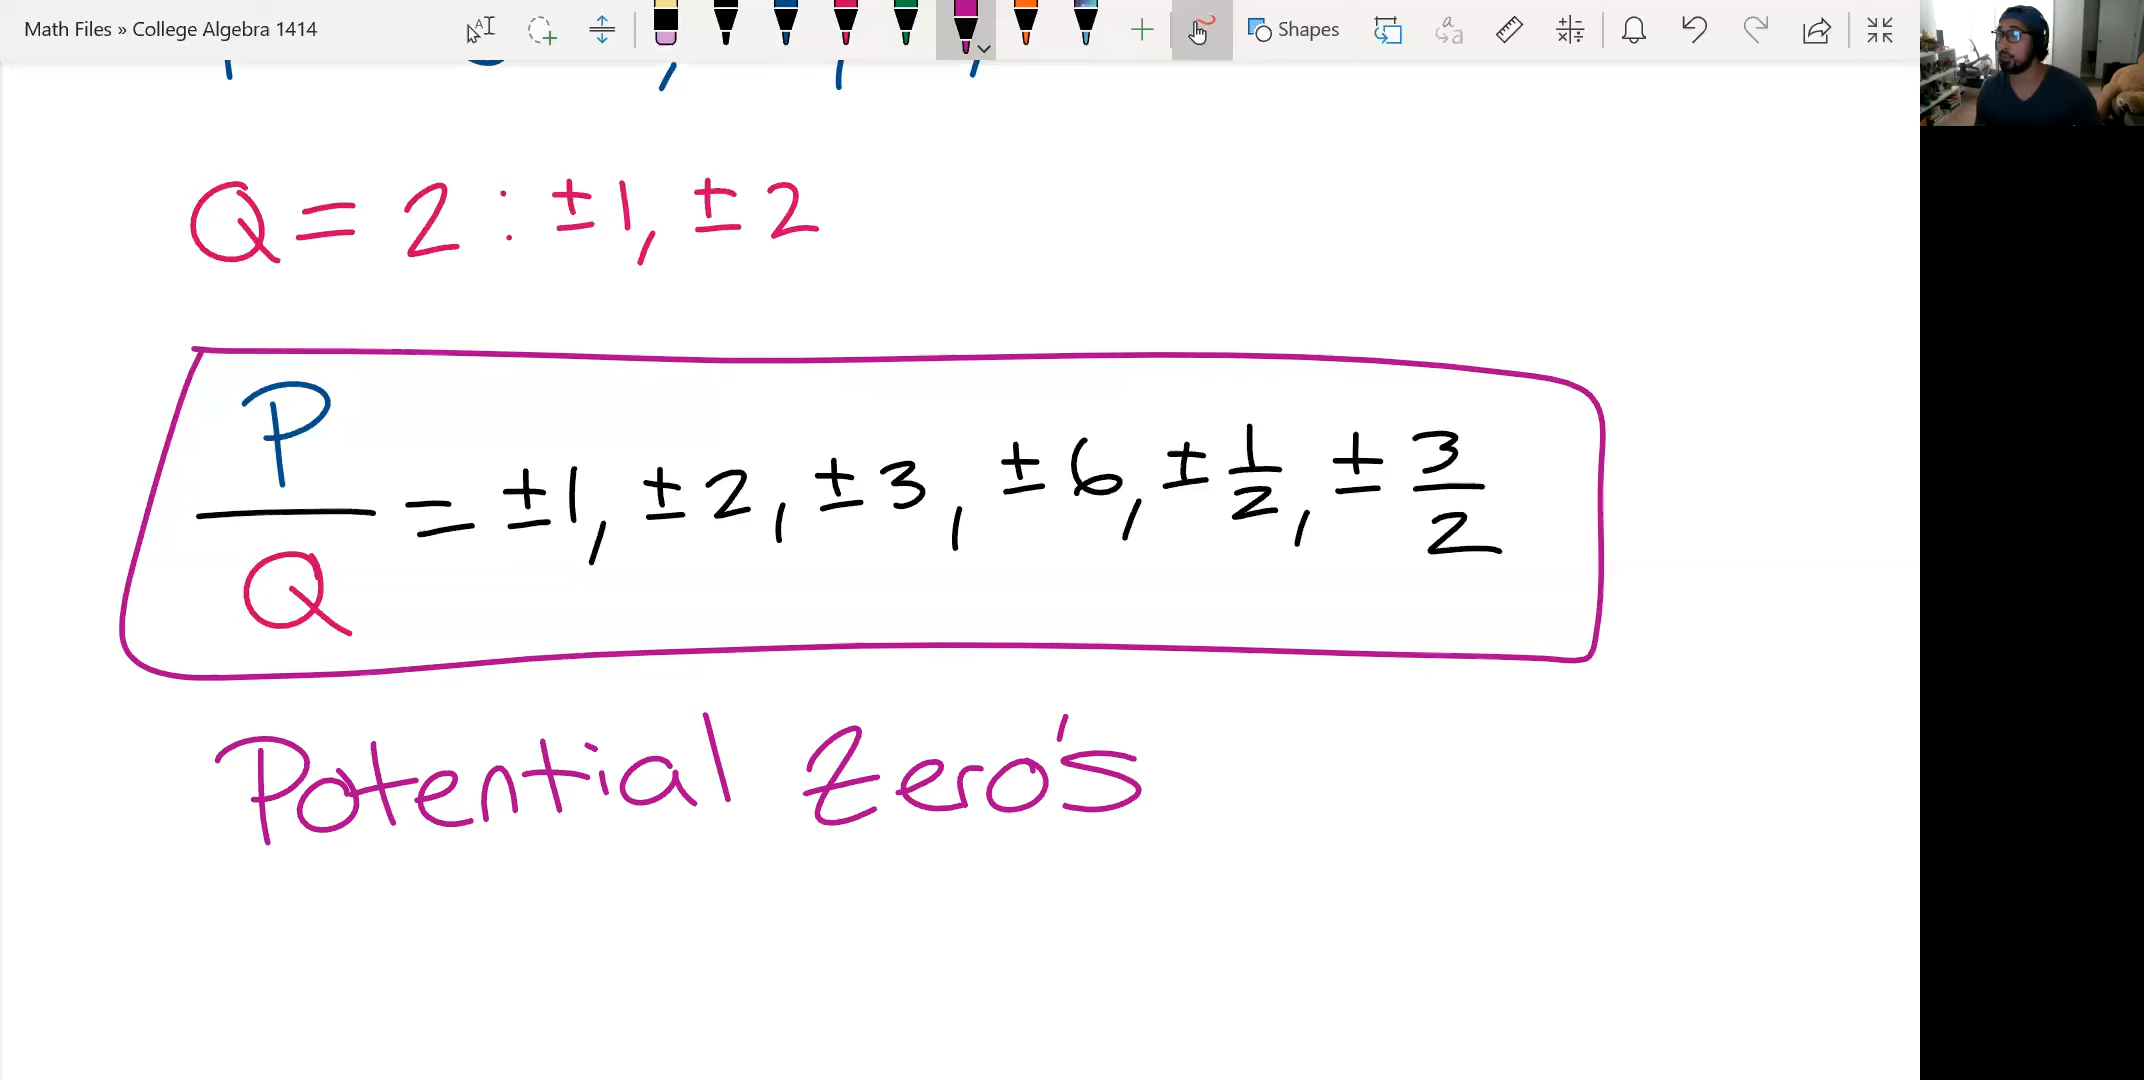 Math Files » College Algebra 1414
Shapes
Q = 2 : ±1, ±2
P/Q = ±1, ±2, ±3, ±6, ±1/2, ±3/2
Potential Zero's